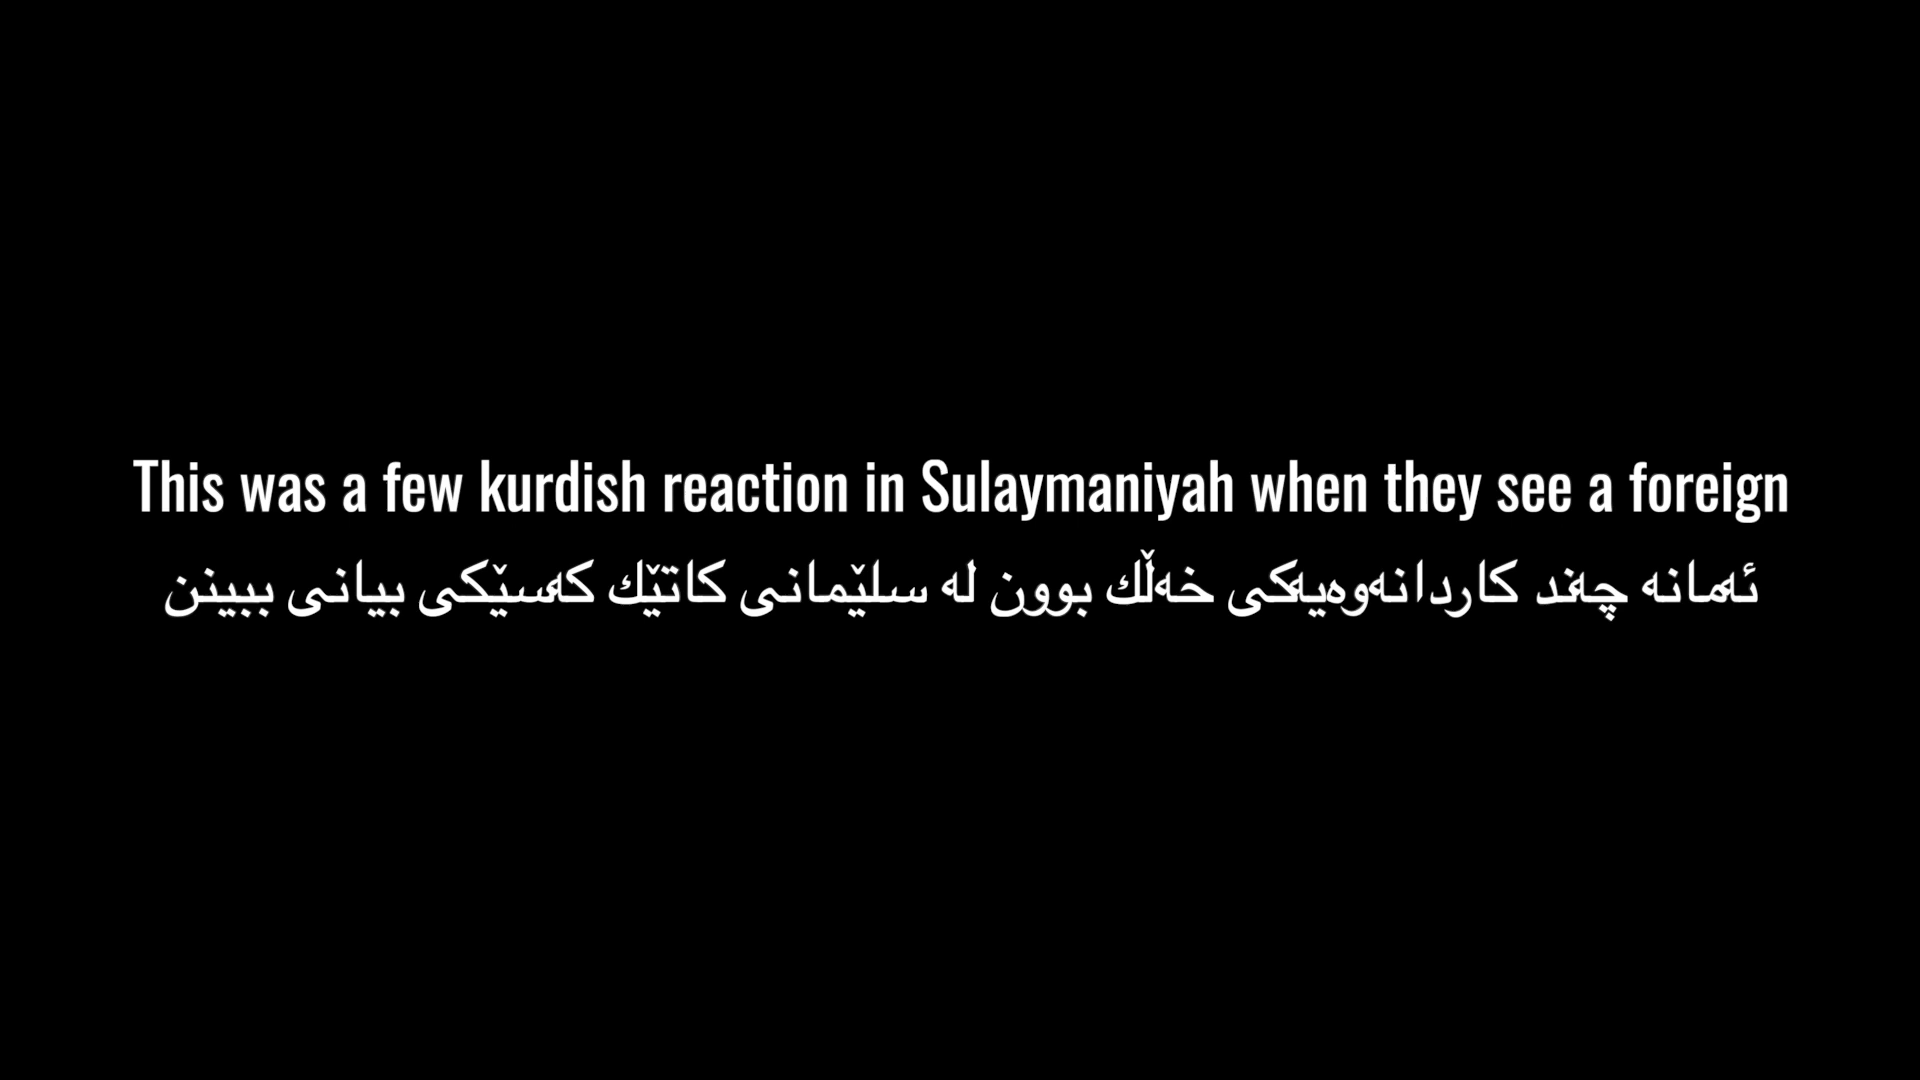 This was a few kurdish reaction in Sulaymaniyah when they see a foreign
ئەمانە چەند کاردانەوەیەکی خەڵك بوون لە سلێمانی کاتێك کەسێکی بیانی ببینن